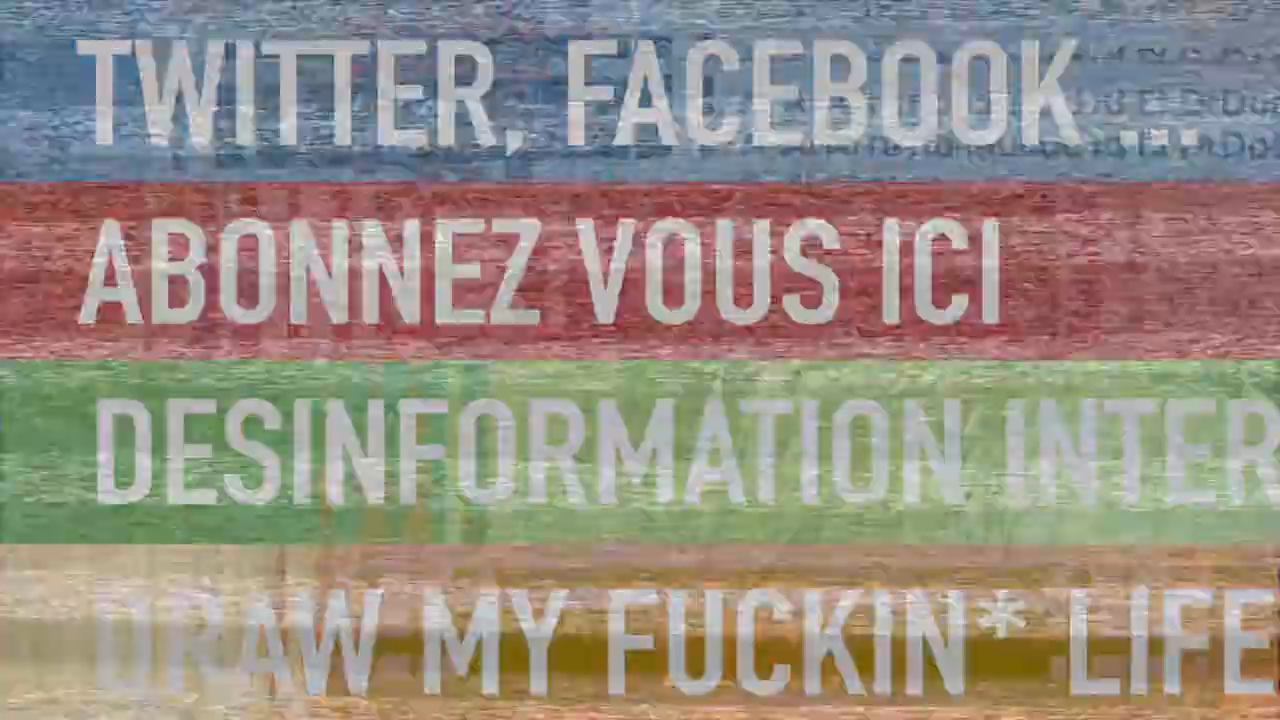 TWITTER, FACEBOOK ...
ABONNEZ VOUS ICI
DESINFORMATION INTER
DRAW MY FUCKIN* LIFE